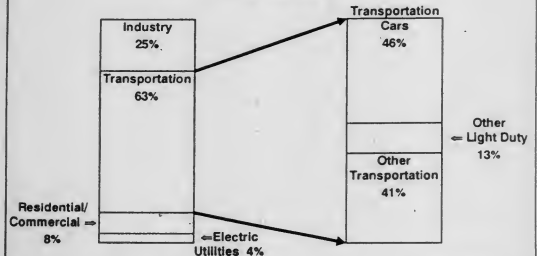 Industry
25%
Transportation
63%
Residential/
Commercial ⇒
8%
⇐Electric
Utilities 4%
Transportation
Cars
46%
Other
⇐ Light Duty
13%
Other
Transportation
41%